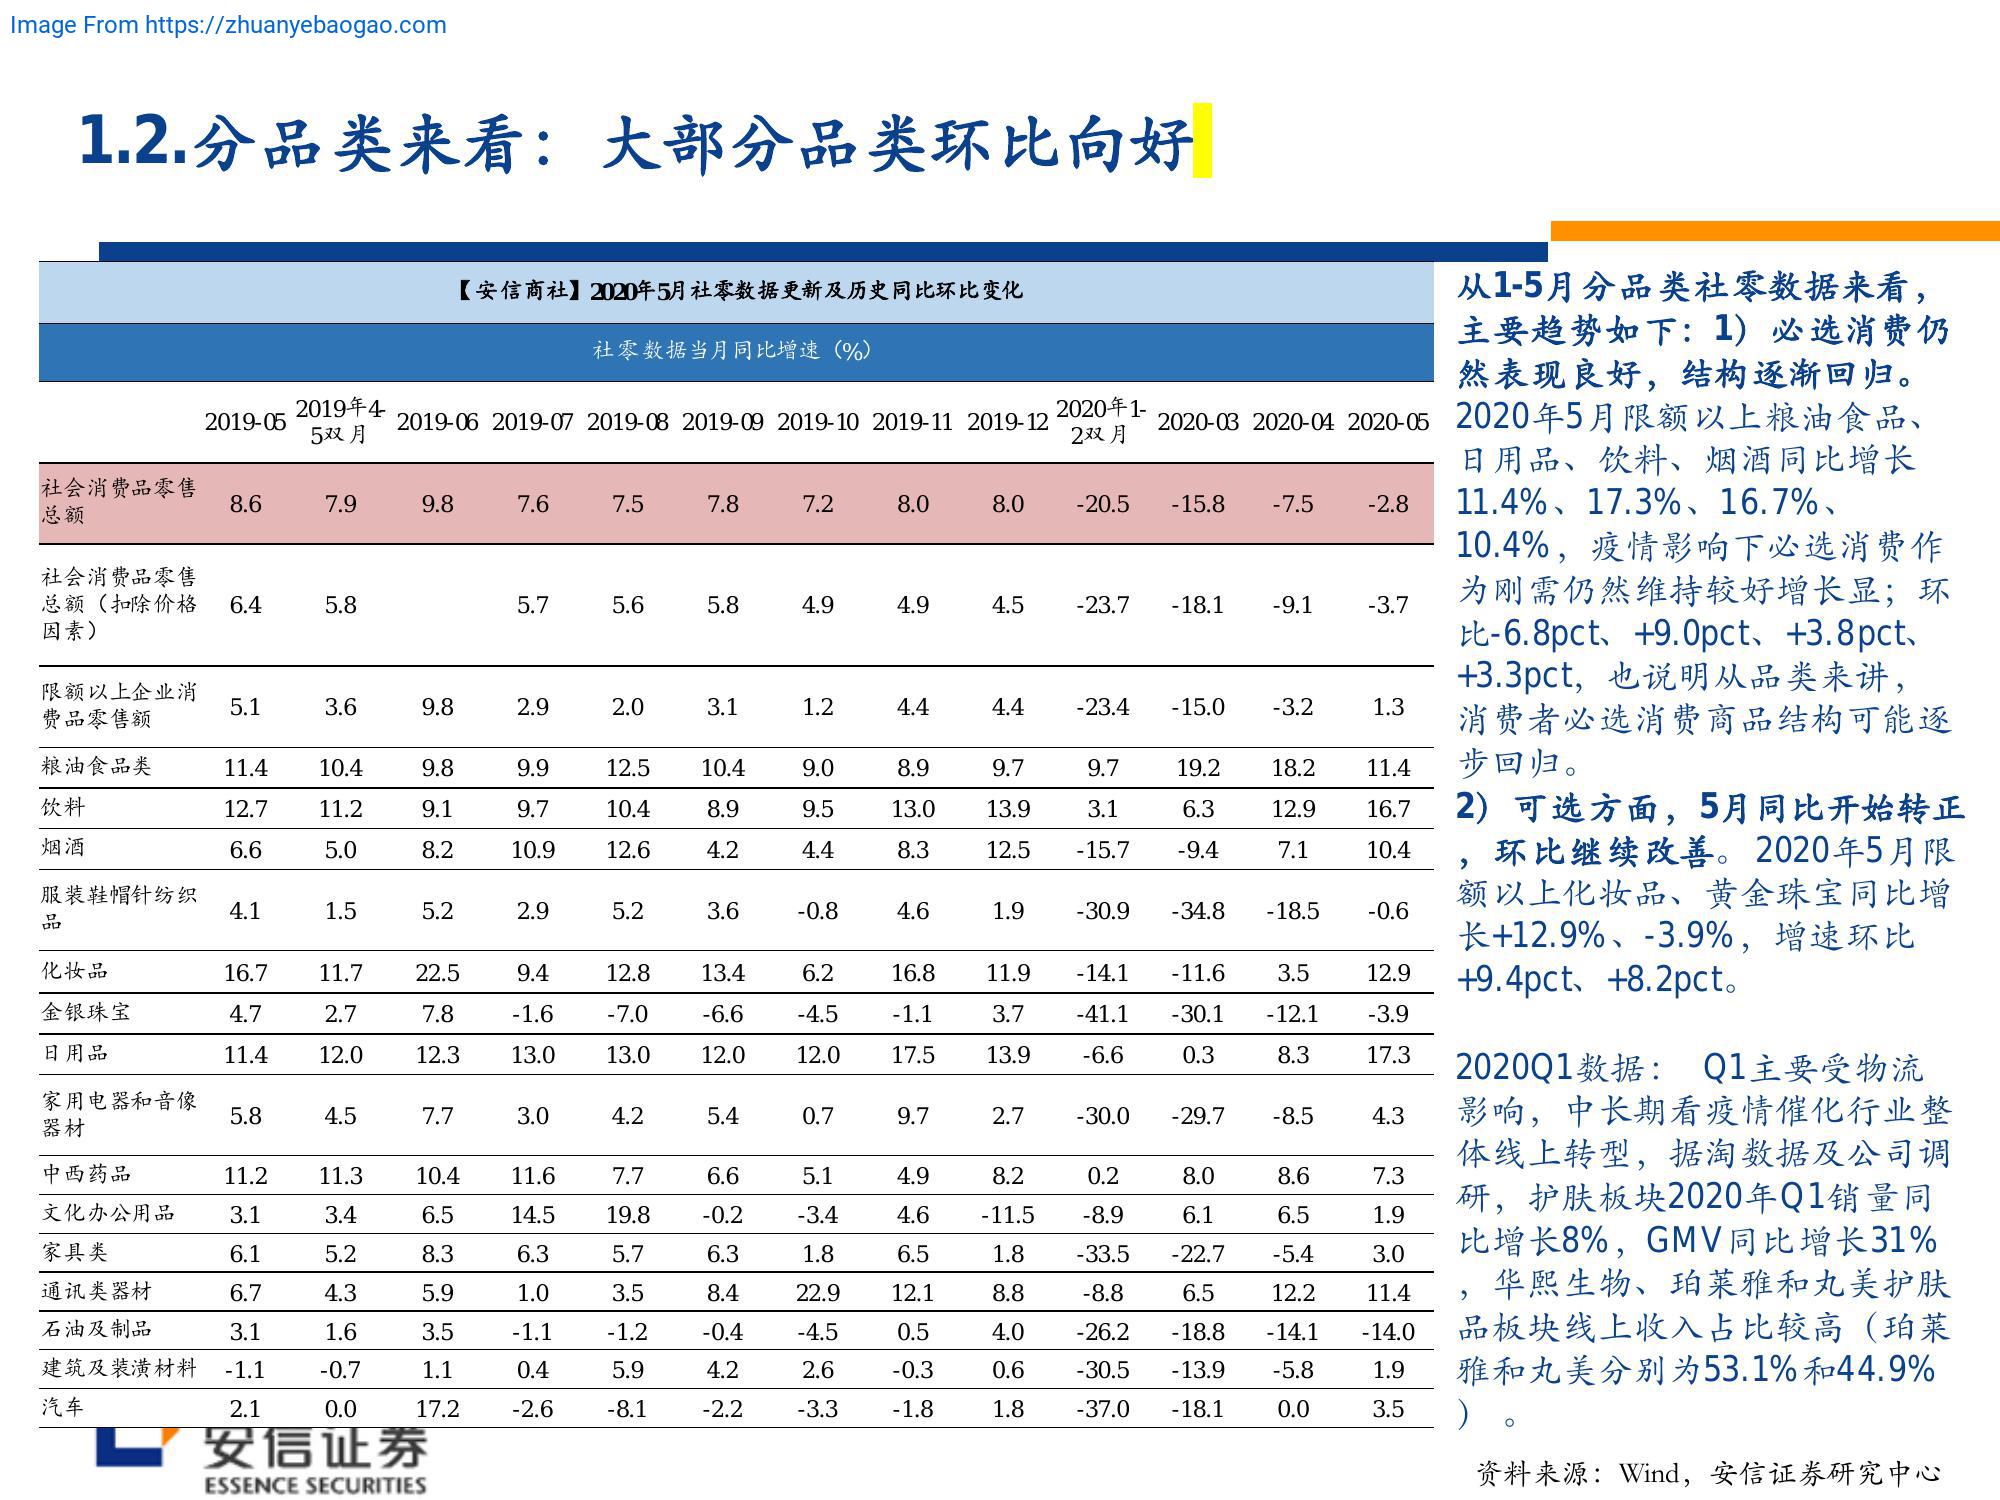 Image From https://zhuanyebaogao.com
1.2.分品类来看：大部分品类环比向好
【安信商社】2020年5月社零数据更新及历史同比环比变化
社零数据当月同比增速（%）
2019-05 2019年4-5双月 2019-06 2019-07 2019-08 2019-09 2019-10 2019-11 2019-12 2020年1-2双月 2020-03 2020-04 2020-05
社会消费品零售总额 8.6 7.9 9.8 7.6 7.5 7.8 7.2 8.0 8.0 -20.5 -15.8 -7.5 -2.8
社会消费品零售总额（扣除价格因素） 6.4 5.8 5.7 5.6 5.8 4.9 4.9 4.5 -23.7 -18.1 -9.1 -3.7
限额以上企业消费品零售额 5.1 3.6 9.8 2.9 2.0 3.1 1.2 4.4 4.4 -23.4 -15.0 -3.2 1.3
粮油食品类 11.4 10.4 9.8 9.9 12.5 10.4 9.0 8.9 9.7 9.7 19.2 18.2 11.4
饮料 12.7 11.2 9.1 9.7 10.4 8.9 9.5 13.0 13.9 3.1 6.3 12.9 16.7
烟酒 6.6 5.0 8.2 10.9 12.6 4.2 4.4 8.3 12.5 -15.7 -9.4 7.1 10.4
服装鞋帽针纺织品 4.1 1.5 5.2 2.9 5.2 3.6 -0.8 4.6 1.9 -30.9 -34.8 -18.5 -0.6
化妆品 16.7 11.7 22.5 9.4 12.8 13.4 6.2 16.8 11.9 -14.1 -11.6 3.5 12.9
金银珠宝 4.7 2.7 7.8 -1.6 -7.0 -6.6 -4.5 -1.1 3.7 -41.1 -30.1 -12.1 -3.9
日用品 11.4 12.0 12.3 13.0 13.0 12.0 12.0 17.5 13.9 -6.6 0.3 8.3 17.3
家用电器和音像器材 5.8 4.5 7.7 3.0 4.2 5.4 0.7 9.7 2.7 -30.0 -29.7 -8.5 4.3
中西药品 11.2 11.3 10.4 11.6 7.7 6.6 5.1 4.9 8.2 0.2 8.0 8.6 7.3
文化办公用品 3.1 3.4 6.5 14.5 19.8 -0.2 -3.4 4.6 -11.5 -8.9 6.1 6.5 1.9
家具类 6.1 5.2 8.3 6.3 5.7 6.3 1.8 6.5 1.8 -33.5 -22.7 -5.4 3.0
通讯类器材 6.7 4.3 5.9 1.0 3.5 8.4 22.9 12.1 8.8 -8.8 6.5 12.2 11.4
石油及制品 3.1 1.6 3.5 -1.1 -1.2 -0.4 -4.5 0.5 4.0 -26.2 -18.8 -14.1 -14.0
建筑及装潢材料 -1.1 -0.7 1.1 0.4 5.9 4.2 2.6 -0.3 0.6 -30.5 -13.9 -5.8 1.9
汽车 2.1 0.0 17.2 -2.6 -8.1 -2.2 -3.3 -1.8 1.8 -37.0 -18.1 0.0 3.5
从1-5月分品类社零数据来看，
主要趋势如下：1）必选消费仍
然表现良好，结构逐渐回归。
2020年5月限额以上粮油食品、
日用品、饮料、烟酒同比增长
11.4%、17.3%、16.7%、
10.4%，疫情影响下必选消费作
为刚需仍然维持较好增长显；环
比-6.8pct、+9.0pct、+3.8pct、
+3.3pct，也说明从品类来讲，
消费者必选消费商品结构可能逐
步回归。
2）可选方面，5月同比开始转正
，环比继续改善。2020年5月限
额以上化妆品、黄金珠宝同比增
长+12.9%、-3.9%，增速环比
+9.4pct、+8.2pct。
2020Q1数据： Q1主要受物流
影响，中长期看疫情催化行业整
体线上转型，据淘数据及公司调
研，护肤板块2020年Q1销量同
比增长8%，GMV同比增长31%
，华熙生物、珀莱雅和丸美护肤
品板块线上收入占比较高（珀莱
雅和丸美分别为53.1%和44.9%
）。
安信证券
ESSENCE SECURITIES
资料来源：Wind，安信证券研究中心